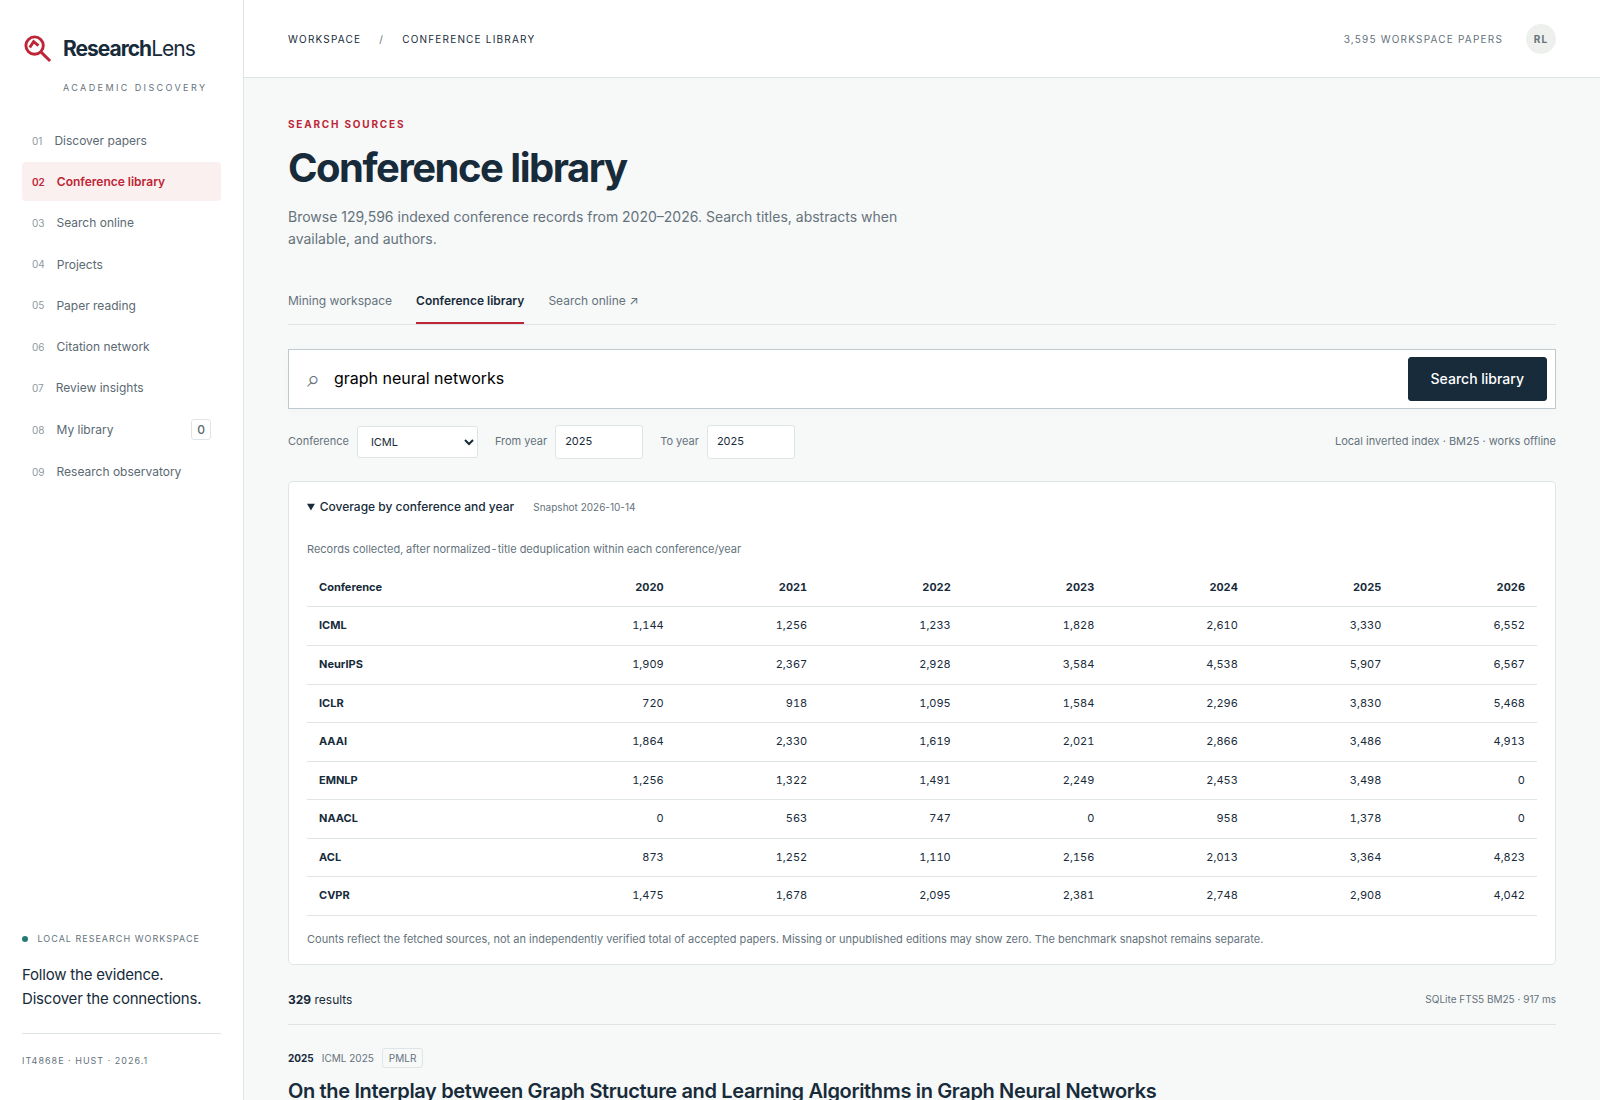 ResearchLens
ACADEMIC DISCOVERY
01 Discover papers
02 Conference library
03 Search online
04 Projects
05 Paper reading
06 Citation network
07 Review insights
08 My library 0
09 Research observatory
LOCAL RESEARCH WORKSPACE
Follow the evidence.
Discover the connections.
IT4868E · HUST · 2026.1
WORKSPACE / CONFERENCE LIBRARY
3,595 WORKSPACE PAPERS RL
SEARCH SOURCES
Conference library
Browse 129,596 indexed conference records from 2020–2026. Search titles, abstracts when
available, and authors.
Mining workspace Conference library Search online ↗
graph neural networks Search library
Conference ICML From year 2025 To year 2025 Local inverted index · BM25 · works offline
▼ Coverage by conference and year Snapshot 2026-10-14
Records collected, after normalized-title deduplication within each conference/year
Conference 2020 2021 2022 2023 2024 2025 2026
ICML 1,144 1,256 1,233 1,828 2,610 3,330 6,552
NeurIPS 1,909 2,367 2,928 3,584 4,538 5,907 6,567
ICLR 720 918 1,095 1,584 2,296 3,830 5,468
AAAI 1,864 2,330 1,619 2,021 2,866 3,486 4,913
EMNLP 1,256 1,322 1,491 2,249 2,453 3,498 0
NAACL 0 563 747 0 958 1,378 0
ACL 873 1,252 1,110 2,156 2,013 3,364 4,823
CVPR 1,475 1,678 2,095 2,381 2,748 2,908 4,042
Counts reflect the fetched sources, not an independently verified total of accepted papers. Missing or unpublished editions may show zero. The benchmark snapshot remains separate.
329 results SQLite FTS5 BM25 · 917 ms
2025 ICML 2025 PMLR
On the Interplay between Graph Structure and Learning Algorithms in Graph Neural Networks